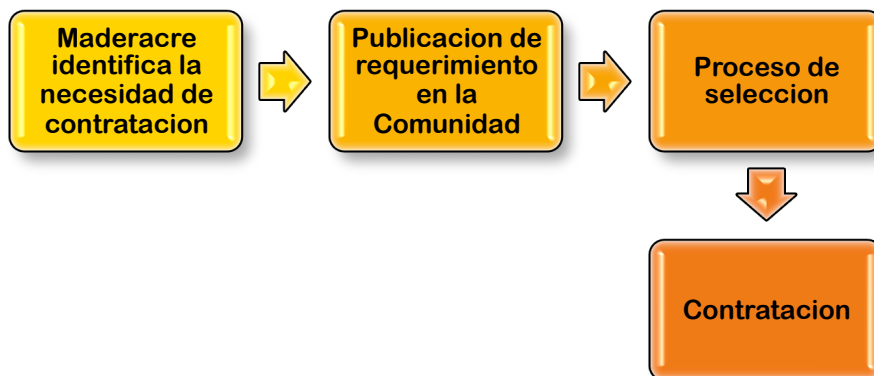 Maderacre
identifica la
necesidad de
contratacion
Publicacion de
requerimiento
en la
Comunidad
Proceso de
seleccion
Contratacion